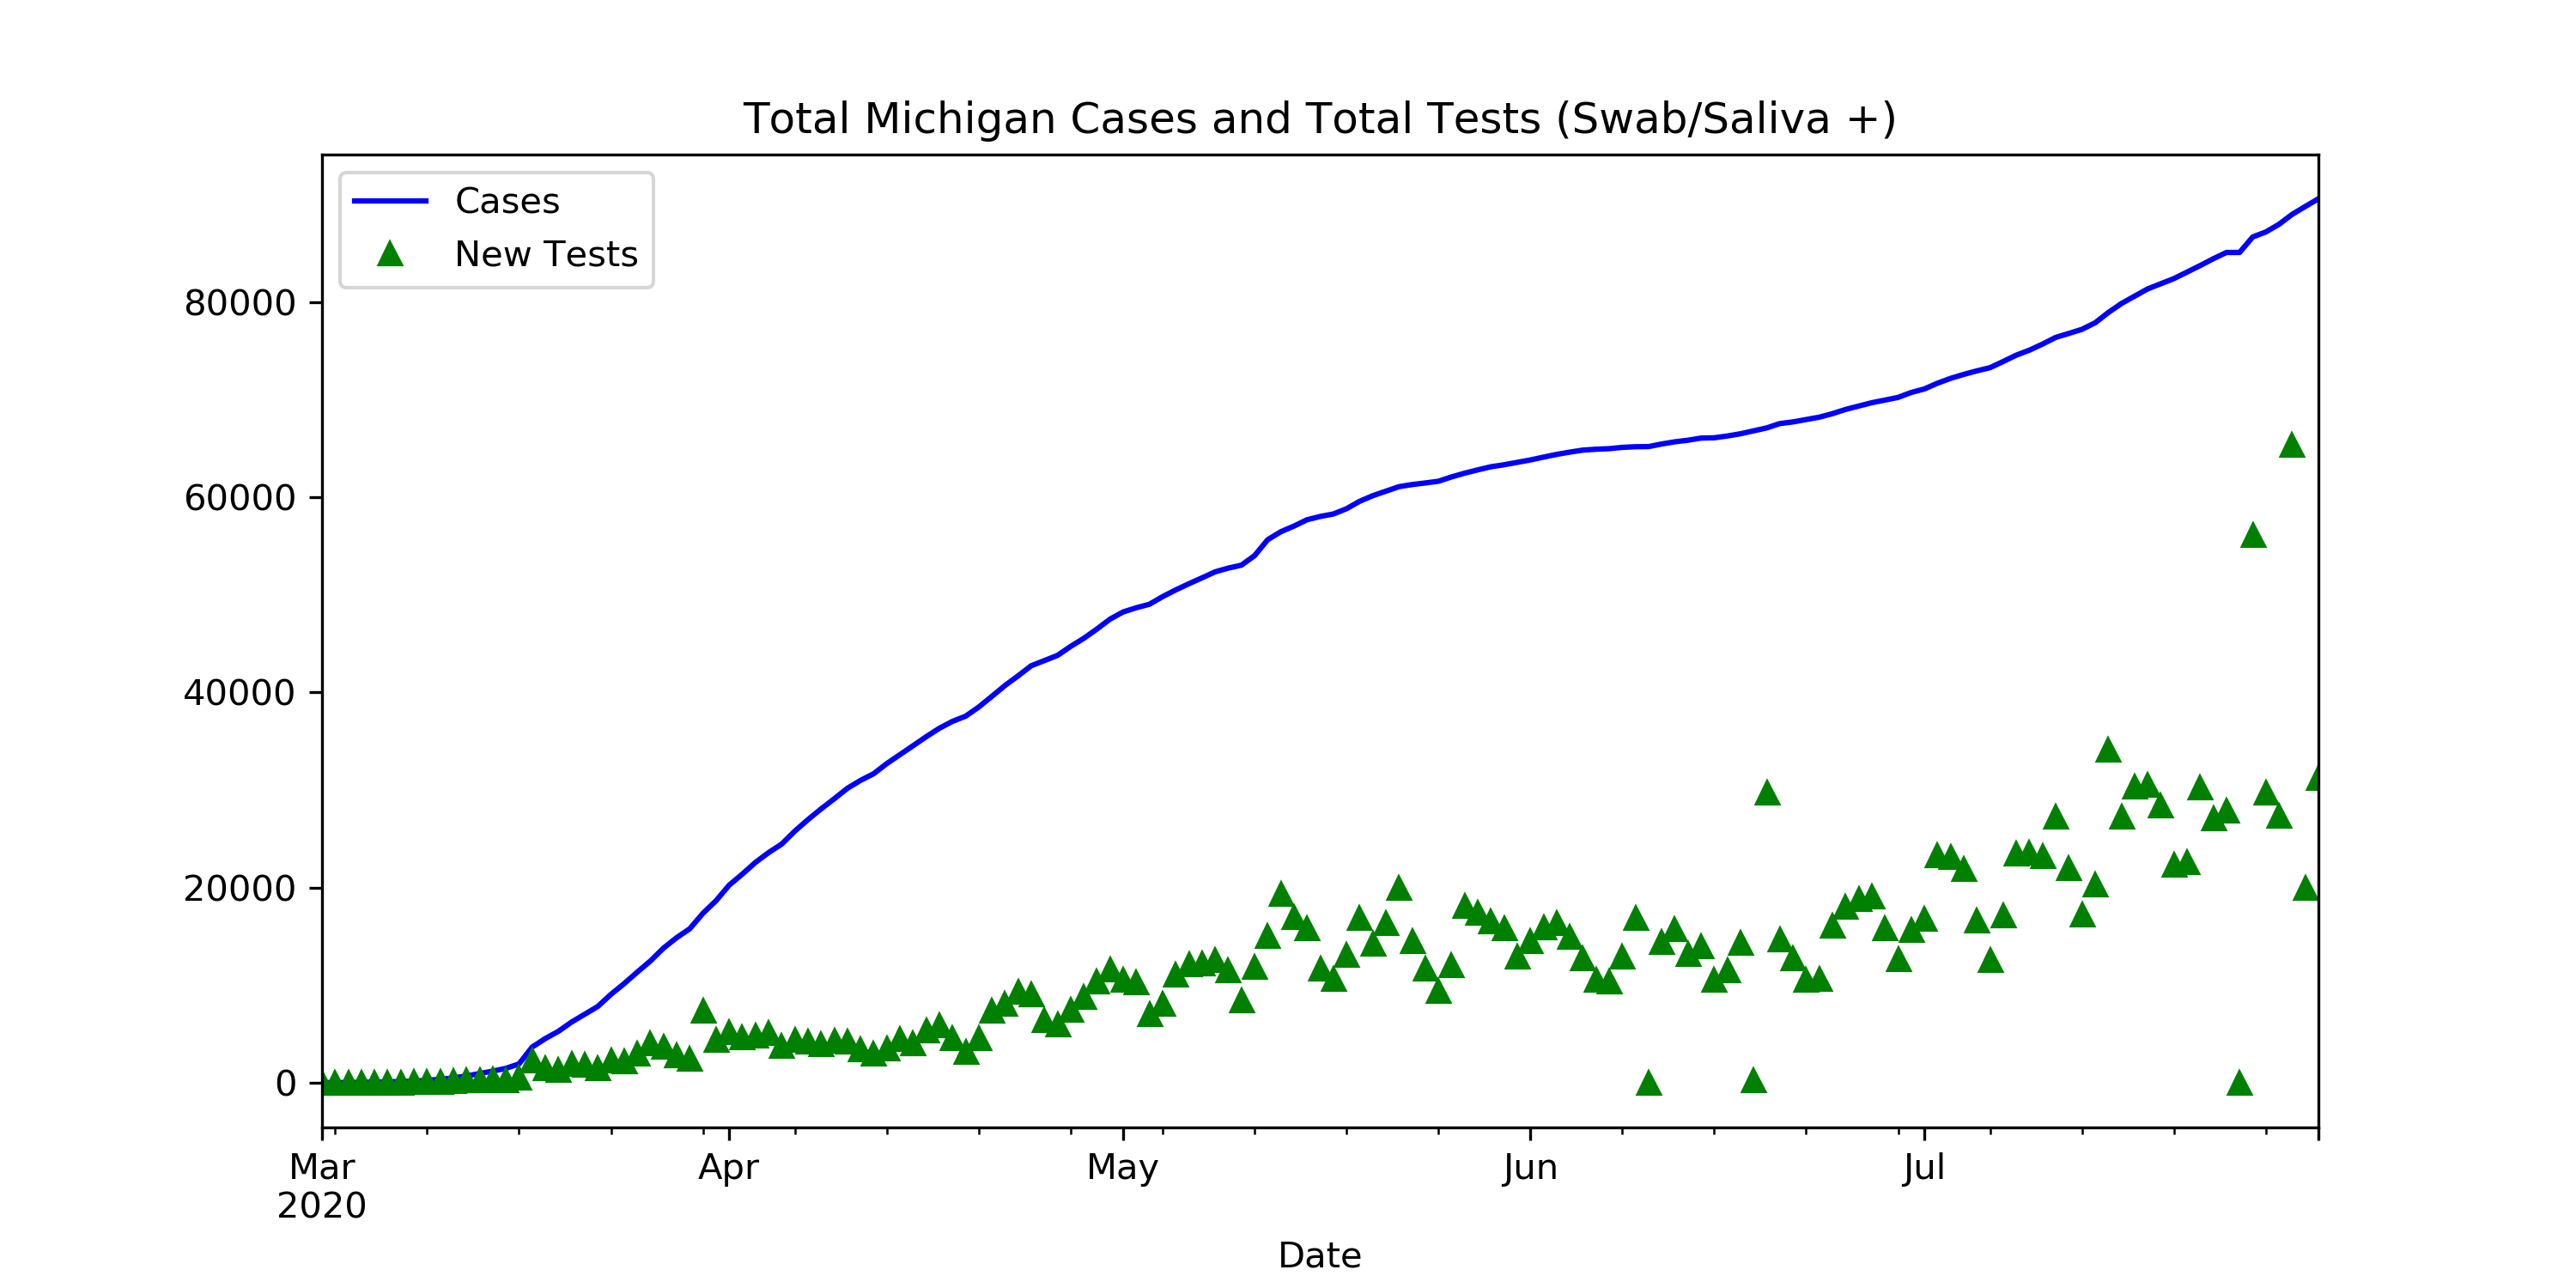 Total Michigan Cases and Total Tests (Swab/Saliva +)
Cases
New Tests
80000
60000
40000
20000
0
Mar Apr May Jun Jul
2020
Date